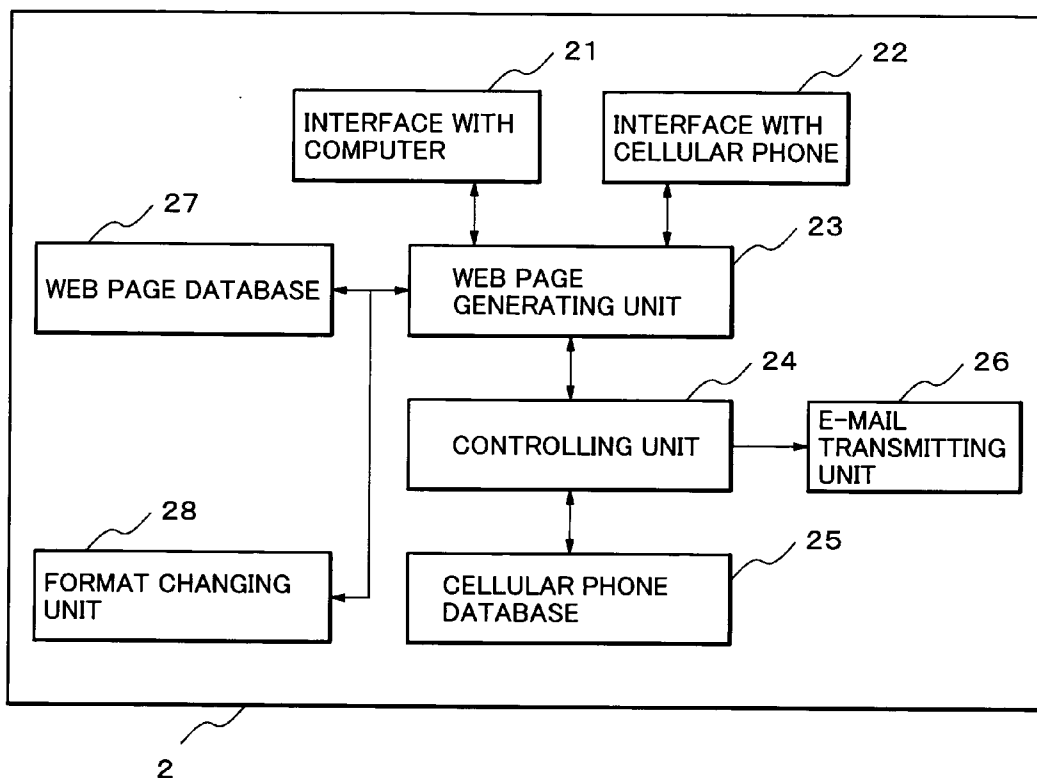 21
22
INTERFACE WITH
COMPUTER
INTERFACE WITH
CELLULAR PHONE
27
23
WEB PAGE DATABASE
WEB PAGE
GENERATING UNIT
24
26
CONTROLLING UNIT
E-MAIL
TRANSMITTING
UNIT
28
25
FORMAT CHANGING
UNIT
CELLULAR PHONE
DATABASE
2